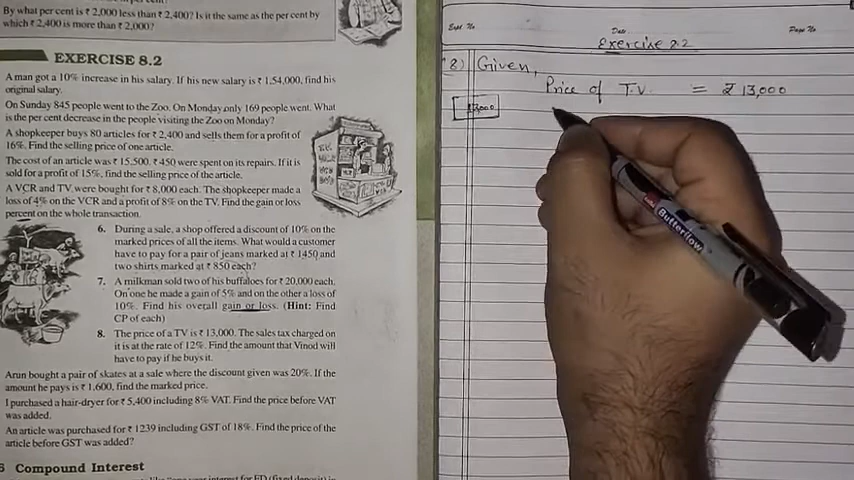 By what per cent is ₹ 2,000 less than ₹ 2,400? Is it the same as the per cent by
which ₹ 2,400 is more than ₹ 2,000?
EXERCISE 8.2
A man got a 10% increase in his salary. If his new salary is ₹ 1,54,000, find his
original salary.
On Sunday 845 people went to the Zoo. On Monday only 169 people went. What
is the per cent decrease in the people visiting the Zoo on Monday?
A shopkeeper buys 80 articles for ₹ 2,400 and sells them for a profit of
16%. Find the selling price of one article.
The cost of an article was ₹ 15,500. ₹ 450 were spent on its repairs. If it is
sold for a profit of 15%, find the selling price of the article.
A VCR and TV were bought for ₹ 8,000 each. The shopkeeper made a
loss of 4% on the VCR and a profit of 8% on the TV. Find the gain or loss
percent on the whole transaction.
6. During a sale, a shop offered a discount of 10% on the
marked prices of all the items. What would a customer
have to pay for a pair of jeans marked at ₹ 1450 and
two shirts marked at ₹ 850 each?
7. A milkman sold two of his buffaloes for ₹ 20,000 each.
On one he made a gain of 5% and on the other a loss of
10%. Find his overall gain or loss. (Hint: Find
CP of each)
8. The price of a TV is ₹ 13,000. The sales tax charged on
it is at the rate of 12%. Find the amount that Vinod will
have to pay if he buys it.
Arun bought a pair of skates at a sale where the discount given was 20%. If the
amount he pays is ₹ 1,600, find the marked price.
I purchased a hair-dryer for ₹ 5,400 including 8% VAT. Find the price before VAT
was added.
An article was purchased for ₹ 1239 including GST of 18%. Find the price of the
article before GST was added?
Compound Interest
Expt. No Date Page No
Exercise 8.2
8) Given,
Price of T.V. = ₹ 13,000
13,000
Butterflow